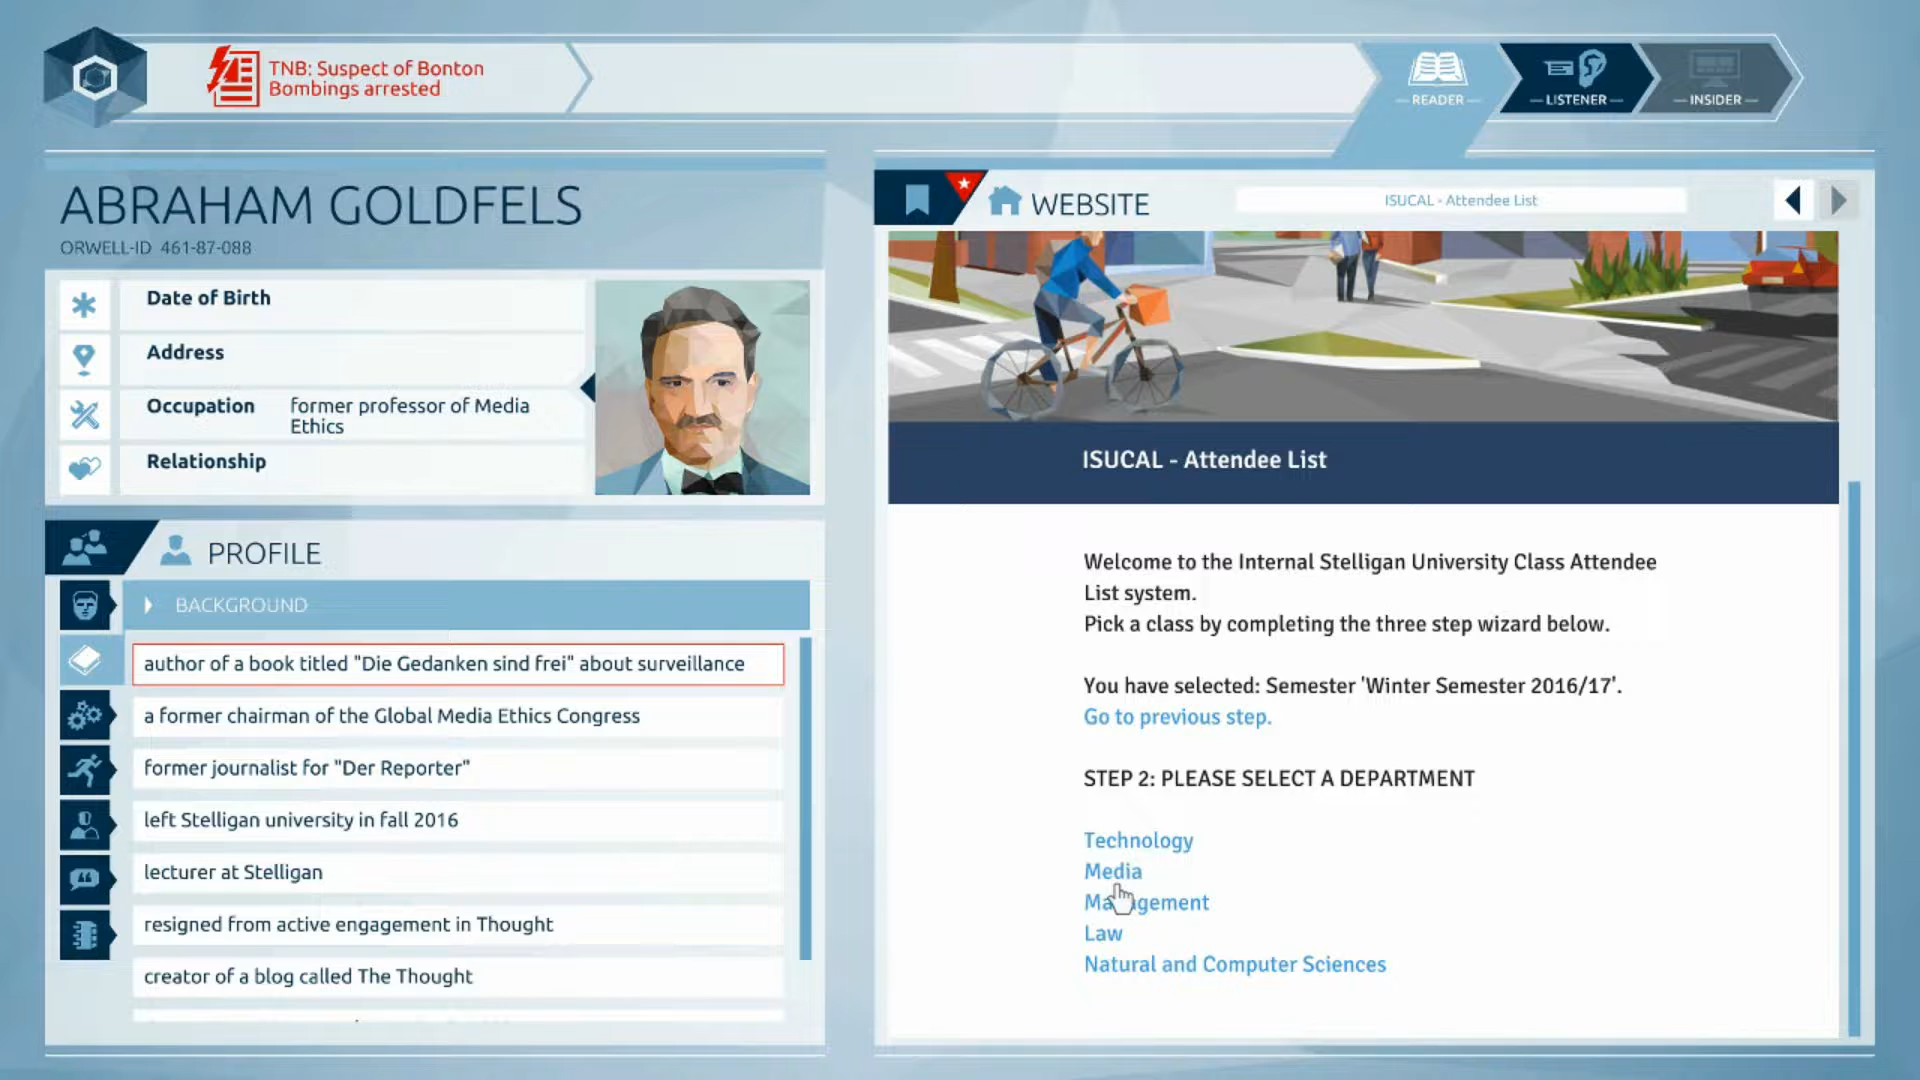 TNB: Suspect of Bonton
Bombings arrested
READER
LISTENER
INSIDER
ABRAHAM GOLDFELS
ORWELL-ID 461-87-088
Date of Birth
Address
Occupation former professor of Media
Ethics
Relationship
PROFILE
BACKGROUND
author of a book titled "Die Gedanken sind frei" about surveillance
a former chairman of the Global Media Ethics Congress
former journalist for "Der Reporter"
left Stelligan university in fall 2016
lecturer at Stelligan
resigned from active engagement in Thought
creator of a blog called The Thought
WEBSITE
ISUCAL - Attendee List
ISUCAL - Attendee List
Welcome to the Internal Stelligan University Class Attendee
List system.
Pick a class by completing the three step wizard below.
You have selected: Semester 'Winter Semester 2016/17'.
Go to previous step.
STEP 2: PLEASE SELECT A DEPARTMENT
Technology
Media
Management
Law
Natural and Computer Sciences